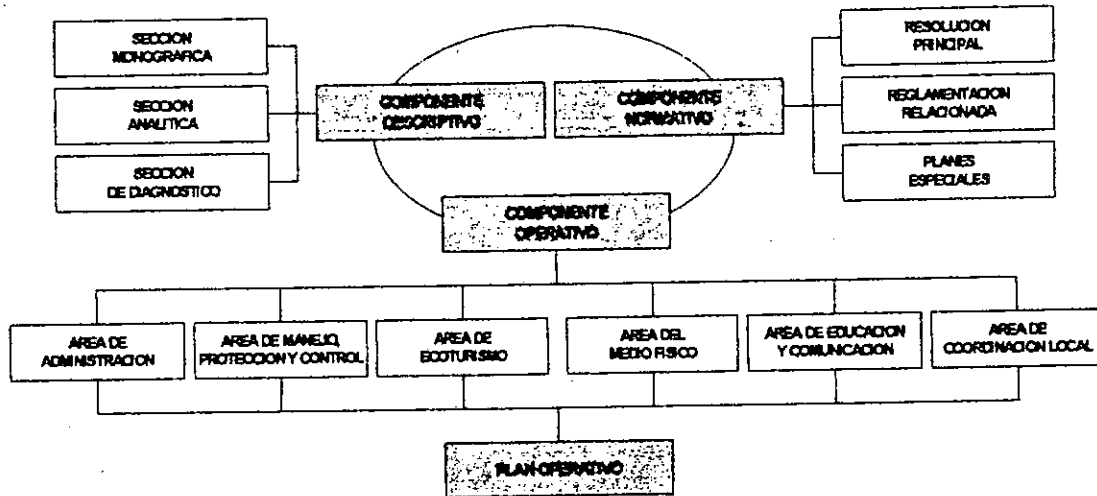 SECCION
MONOGRAFICA
SECCION
ANALITICA
SECCION
DE DIAGNOSTICO
COMPONENTE
DESCRIPTIVO
COMPONENTE
NORMATIVO
RESOLUCION
PRINCIPAL
REGLAMENTACION
RELACIONADA
PLANES
ESPECIALES
COMPONENTE
OPERATIVO
AREA DE
ADMINISTRACION
AREA DE MANEJO,
PROTECCION Y CONTROL
AREA DE
ECOTURISMO
AREA DEL
MEDIO FISICO
AREA DE EDUCACION
Y COMUNICACION
AREA DE
COORDINACION LOCAL
PLAN OPERATIVO